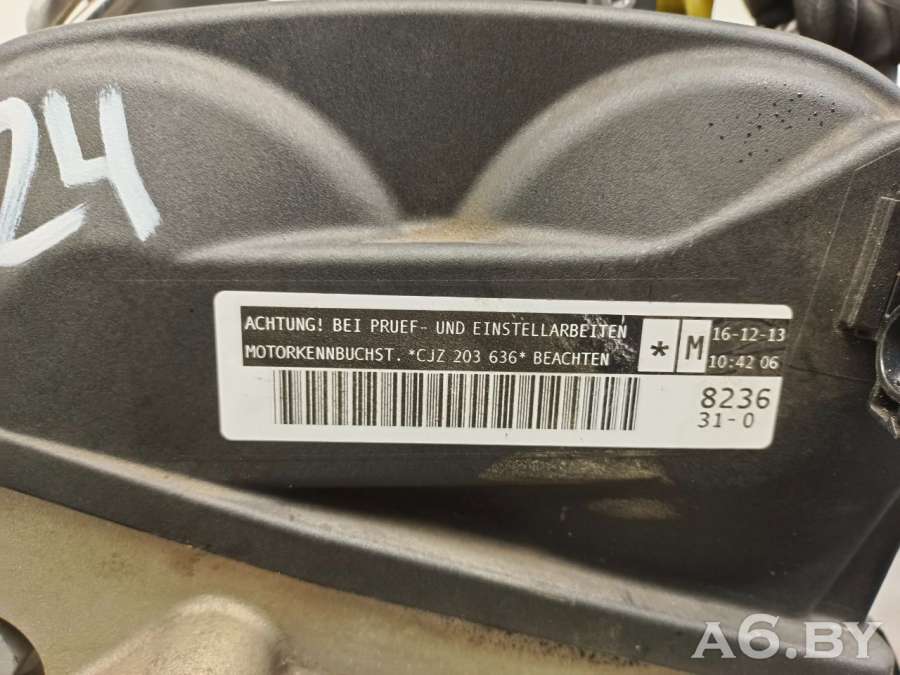 24
ACHTUNG! BEI PRUEF- UND EINSTELLARBEITEN
MOTORKENNBUCHST. *CJZ 203 636* BEACHTEN
* M
16-12-13
10:42 06
8236
31-0
A6.BY